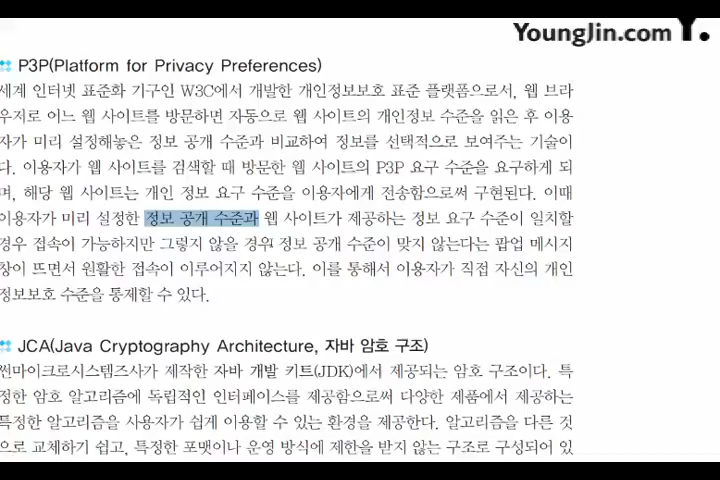 YoungJin.com Y.
P3P(Platform for Privacy Preferences)
세계 인터넷 표준화 기구인 W3C에서 개발한 개인정보보호 표준 플랫폼으로서, 웹 브라
우저로 어느 웹 사이트를 방문하면 자동으로 웹 사이트의 개인정보 수준을 읽은 후 이용
자가 미리 설정해놓은 정보 공개 수준과 비교하여 정보를 선택적으로 보여주는 기술이
다. 이용자가 웹 사이트를 검색할 때 방문한 웹 사이트의 P3P 요구 수준을 요구하게 되
며, 해당 웹 사이트는 개인 정보 요구 수준을 이용자에게 전송함으로써 구현된다. 이때
이용자가 미리 설정한 정보 공개 수준과 웹 사이트가 제공하는 정보 요구 수준이 일치할
경우 접속이 가능하지만 그렇지 않을 경우 정보 공개 수준이 맞지 않는다는 팝업 메시지
창이 뜨면서 원활한 접속이 이루어지지 않는다. 이를 통해서 이용자가 직접 자신의 개인
정보보호 수준을 통제할 수 있다.
JCA(Java Cryptography Architecture, 자바 암호 구조)
썬마이크로시스템즈사가 제작한 자바 개발 키트(JDK)에서 제공되는 암호 구조이다. 특
정한 암호 알고리즘에 독립적인 인터페이스를 제공함으로써 다양한 제품에서 제공하는
특정한 알고리즘을 사용자가 쉽게 이용할 수 있는 환경을 제공한다. 알고리즘을 다른 것
으로 교체하기 쉽고, 특정한 포맷이나 운영 방식에 제한을 받지 않는 구조로 구성되어 있